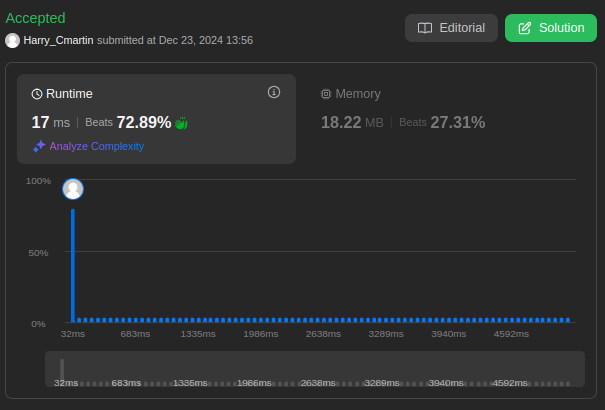 Accepted
Editorial
Solution
Harry_Cmartin submitted at Dec 23, 2024 13:56
Runtime
Memory
17 ms | Beats 72.89%
18.22 MB | Beats 27.31%
Analyze Complexity
100%
50%
0%
32ms 683ms 1335ms 1986ms 2638ms 3289ms 3940ms 4592ms
32ms 683ms 1335ms 1986ms 2638ms 3289ms 3940ms 4592ms